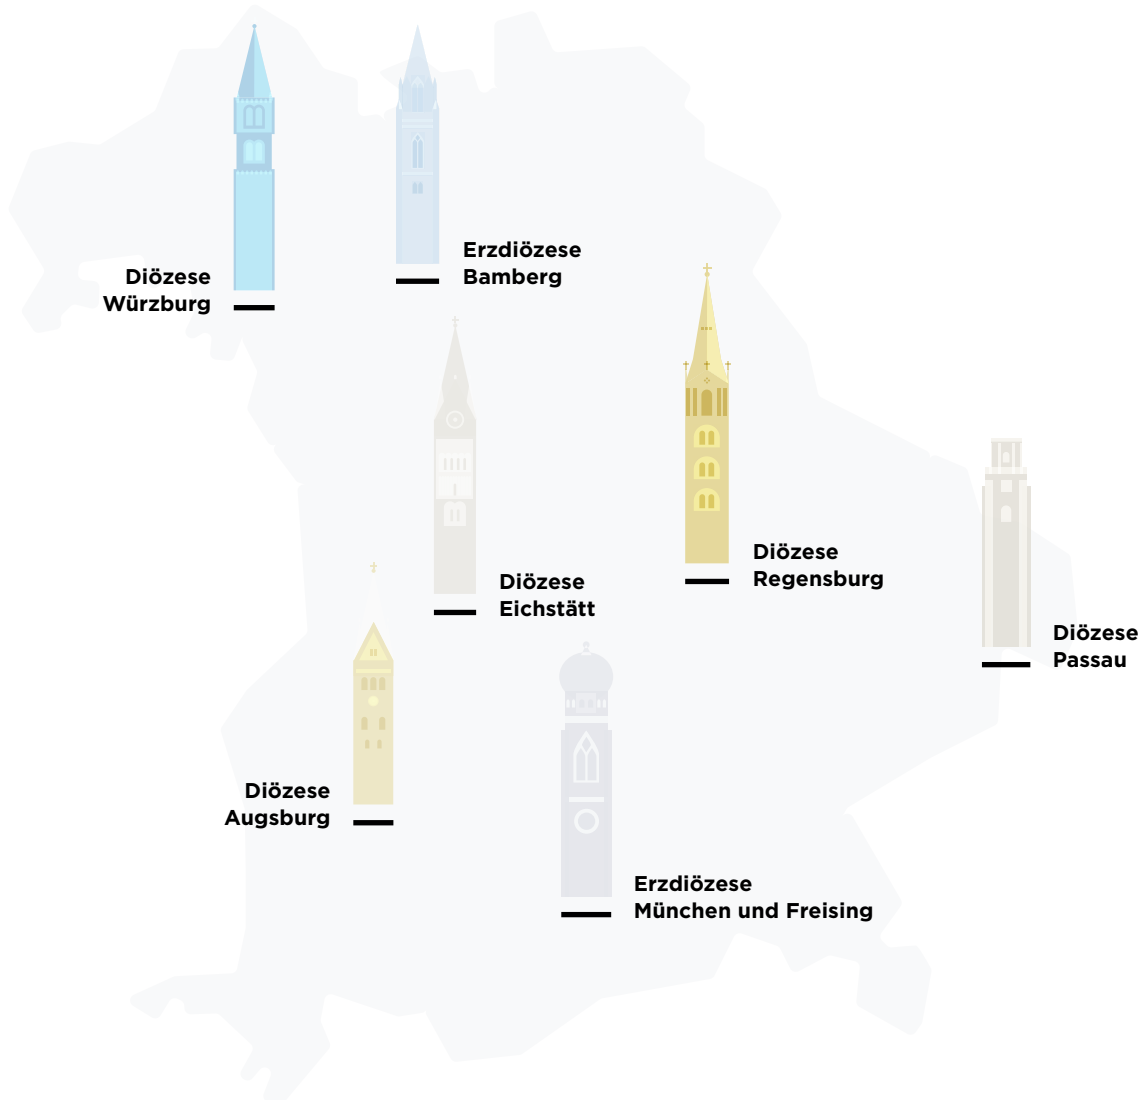 Erzdiözese
Bamberg
Diözese
Würzburg
Diözese
Regensburg
Diözese
Eichstätt
Diözese
Passau
Diözese
Augsburg
Erzdiözese
München und Freising